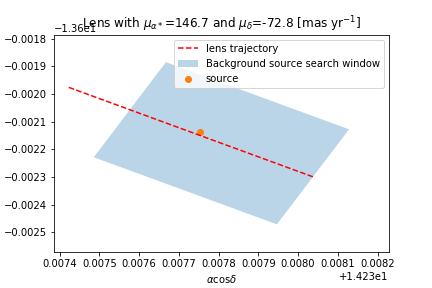 Lens with μα*=146.7 and μδ=-72.8 [mas yr⁻¹]
−1.36e1
lens trajectory
Background source search window
source
−0.0018
−0.0019
−0.0020
−0.0021
−0.0022
−0.0023
−0.0024
−0.0025
0.0074 0.0075 0.0076 0.0077 0.0078 0.0079 0.0080 0.0081 0.0082
αcosδ
+1.423e1